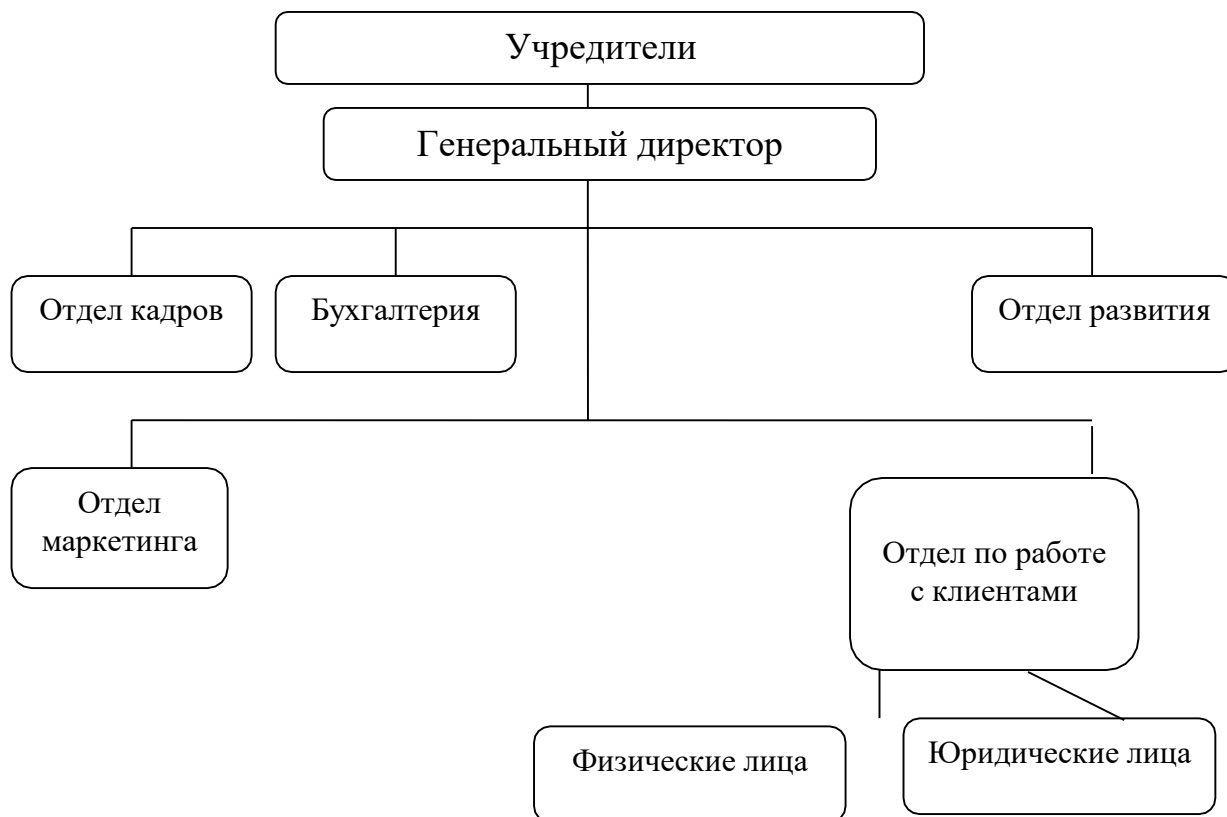 Учредители
Генеральный директор
Отдел кадров
Бухгалтерия
Отдел развития
Отдел
маркетинга
Отдел по работе
с клиентами
Физические лица
Юридические лица